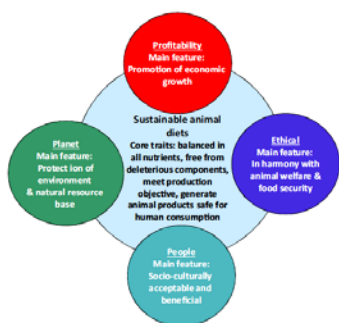 Profitability
Main feature:
Promotion of economic
growth
Sustainable animal
diets
Core traits: balanced in
all nutrients, free from
deleterious components,
meet production
objective, generate
animal products safe for
human consumption
Planet
Main feature:
Protect ion of
environment
& natural resource
base
Ethical
Main feature:
In harmony with
animal welfare &
food security
People
Main feature:
Socio-culturally
acceptable and
beneficial